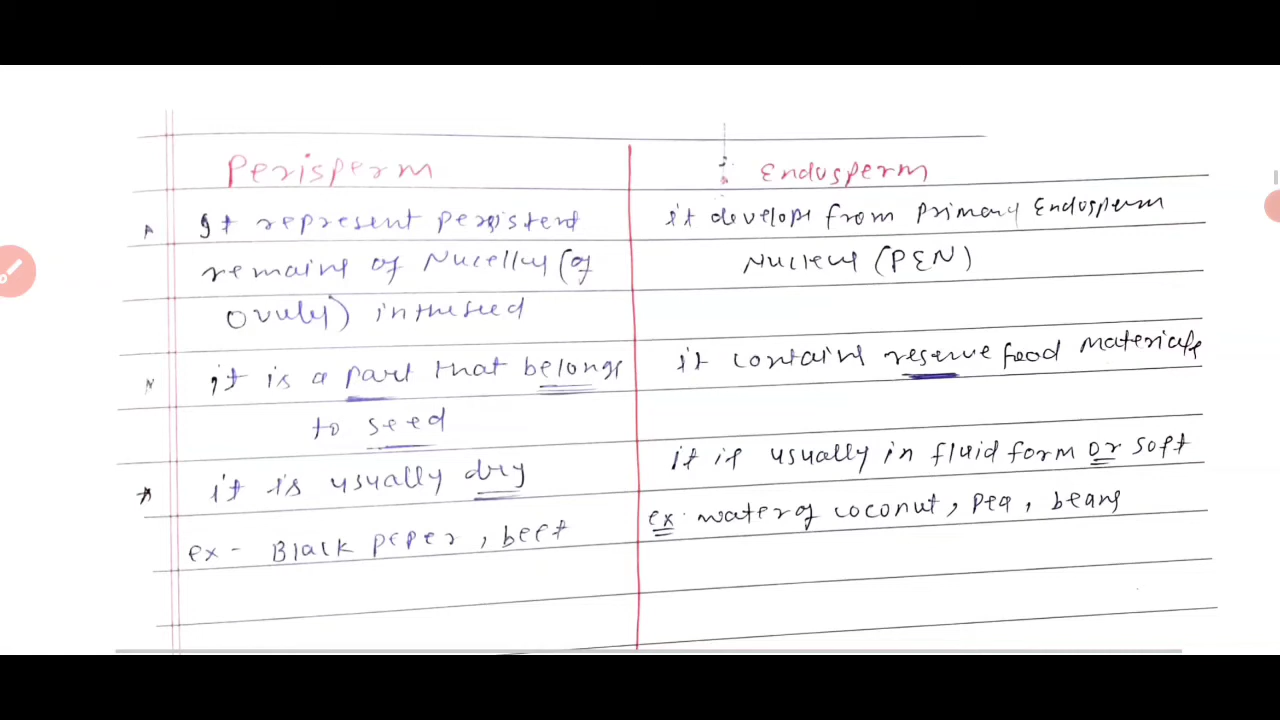 Perisperm
It represent persistent
remains of Nucellus (of
ovules) in the seed
it is a part that belongs
to seed
it is usually dry
ex - Black peper, beet
Endosperm
it develops from Primary Endosperm
Nucleus (PEN)
it contains reserve food materials
it is usually in fluid form or soft
ex. water of coconut, pea, beans